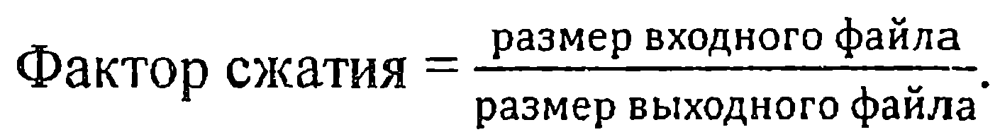 Фактор сжатия = размер входного файла
размер выходного файла.